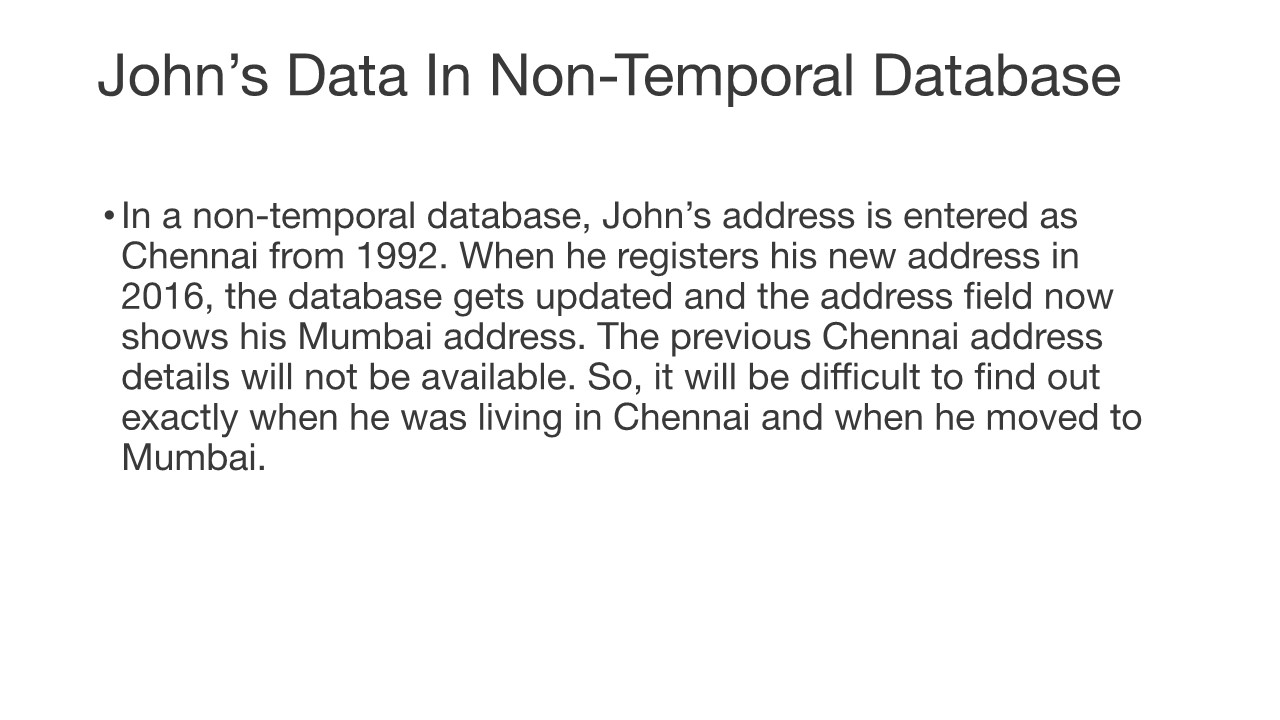 John’s Data In Non-Temporal Database
• In a non-temporal database, John’s address is entered as
Chennai from 1992. When he registers his new address in
2016, the database gets updated and the address field now
shows his Mumbai address. The previous Chennai address
details will not be available. So, it will be difficult to find out
exactly when he was living in Chennai and when he moved to
Mumbai.